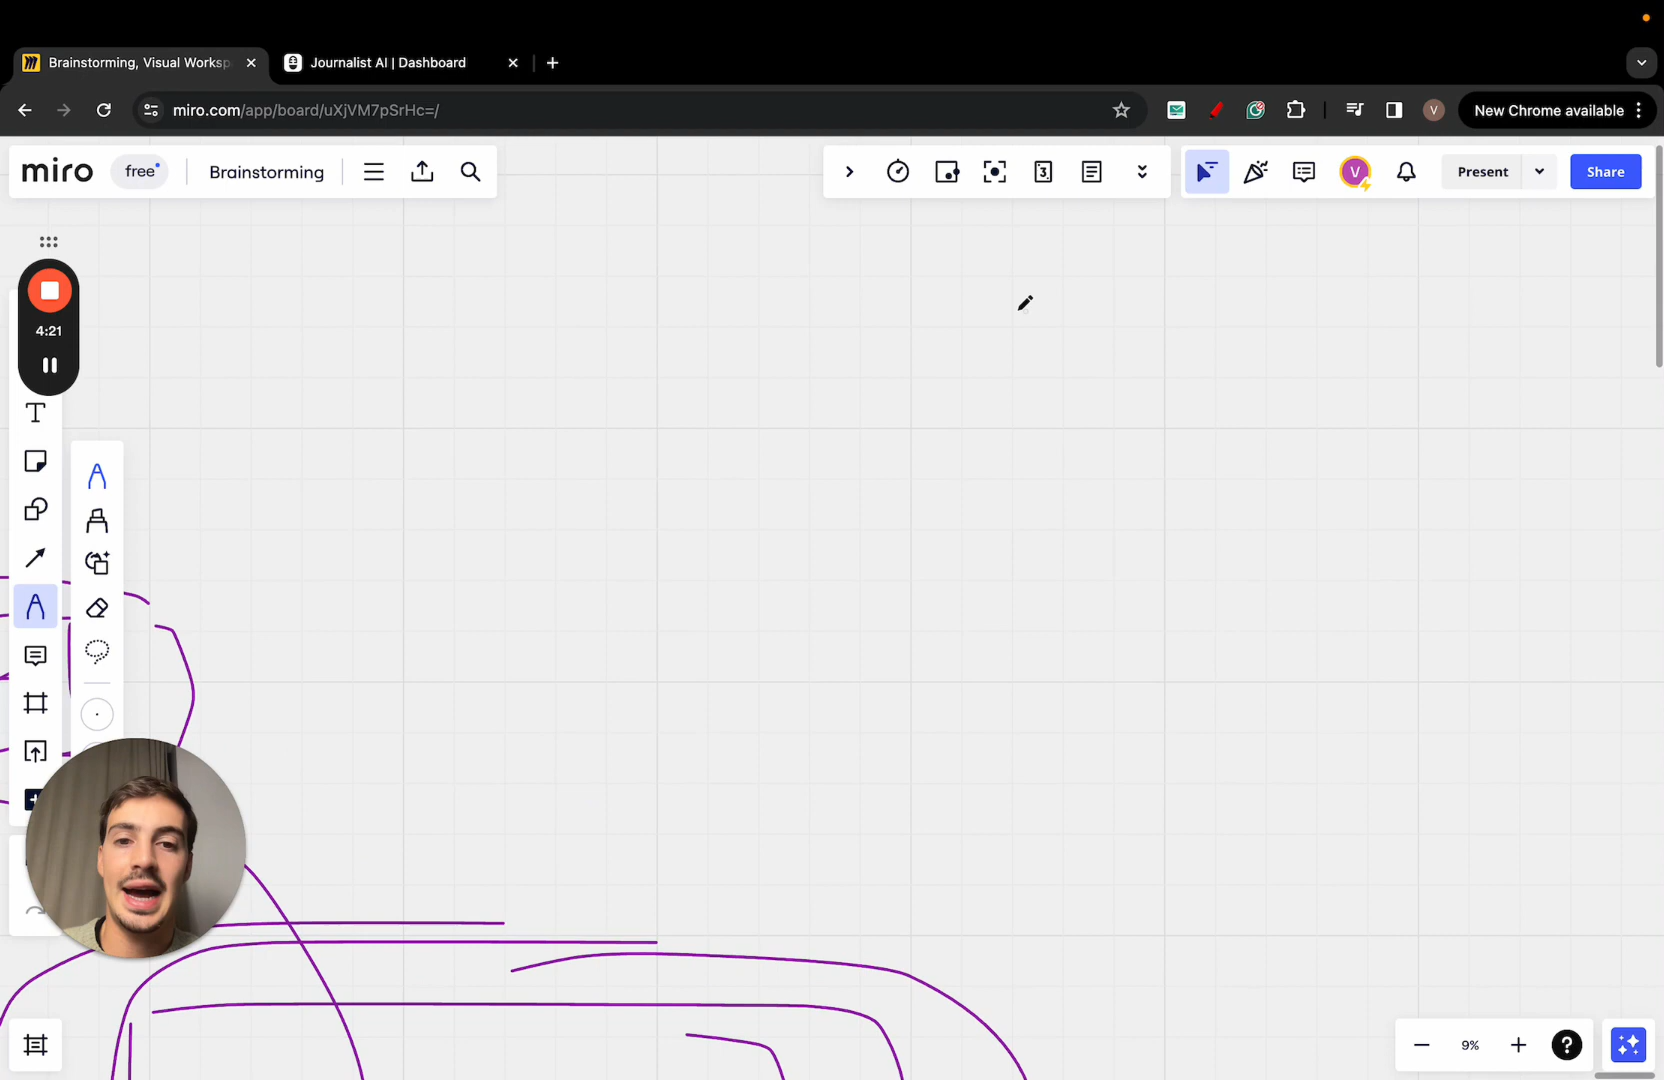 Brainstorming, Visual Worksp
Journalist AI | Dashboard
miro.com/app/board/uXjVM7pSrHc=/
New Chrome available
miro
free
Brainstorming
3
V
V
Present
Share
4:21
T
9%
?